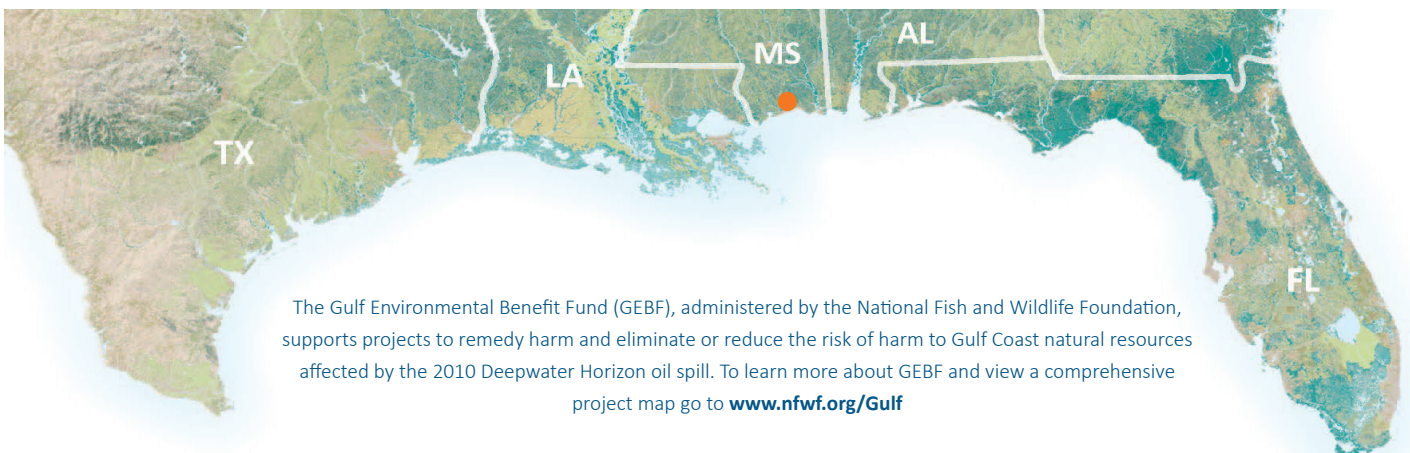 AL
MS
LA
TX
FL
The Gulf Environmental Benefit Fund (GEBF), administered by the National Fish and Wildlife Foundation,
supports projects to remedy harm and eliminate or reduce the risk of harm to Gulf Coast natural resources
affected by the 2010 Deepwater Horizon oil spill. To learn more about GEBF and view a comprehensive
project map go to www.nfwf.org/Gulf